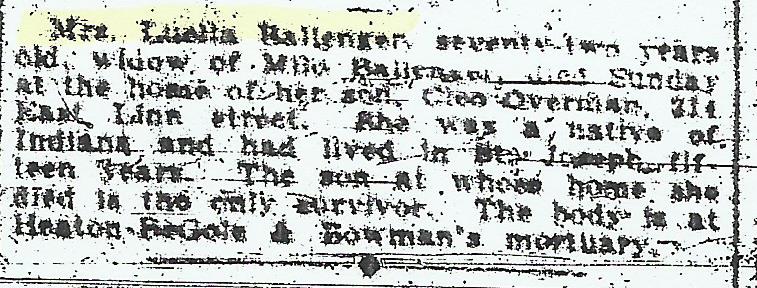 Mrs. Luella Ballenger, seventy-two years
old, widow of Milo Ballenger, died Sunday
at the home of her son, Cleo Overman, 211
East Linn street. She was a native of
Indiana and had lived in St. Joseph fif-
teen years. The son at whose home she
died is the only survivor. The body is at
Heaton-BeGole & Bowman's mortuary.